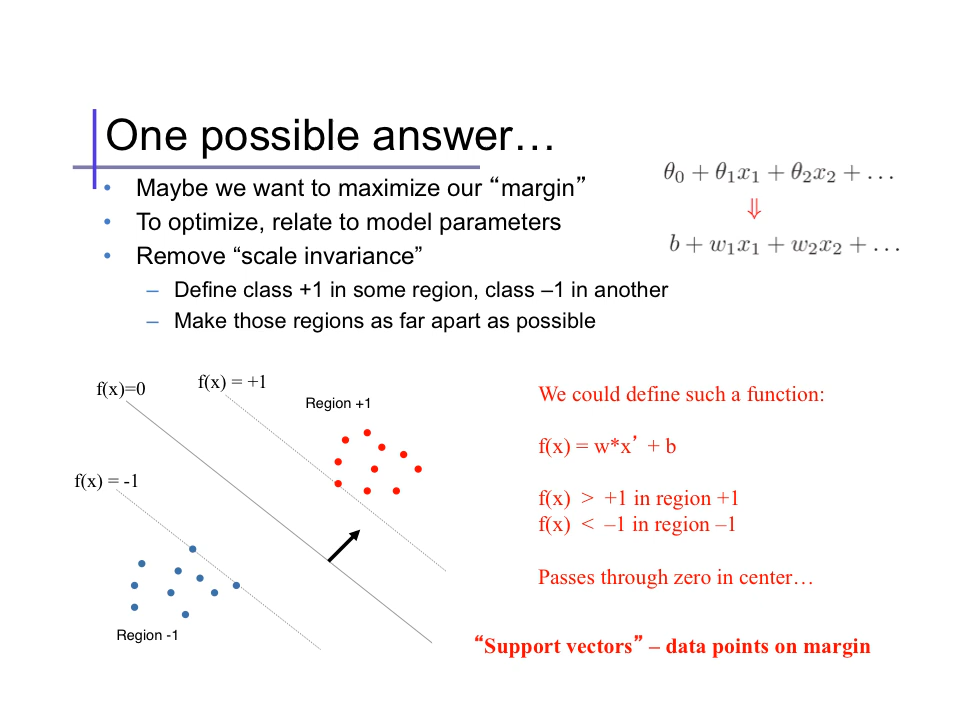 One possible answer…
• Maybe we want to maximize our “margin”
• To optimize, relate to model parameters
• Remove “scale invariance”
– Define class +1 in some region, class –1 in another
– Make those regions as far apart as possible
θ₀ + θ₁x₁ + θ₂x₂ + . . .
⇓
b + w₁x₁ + w₂x₂ + . . .
f(x)=0
f(x) = +1
Region +1
f(x) = -1
Region -1
We could define such a function:
f(x) = w*x’ + b
f(x) > +1 in region +1
f(x) < –1 in region –1
Passes through zero in center…
“Support vectors” – data points on margin